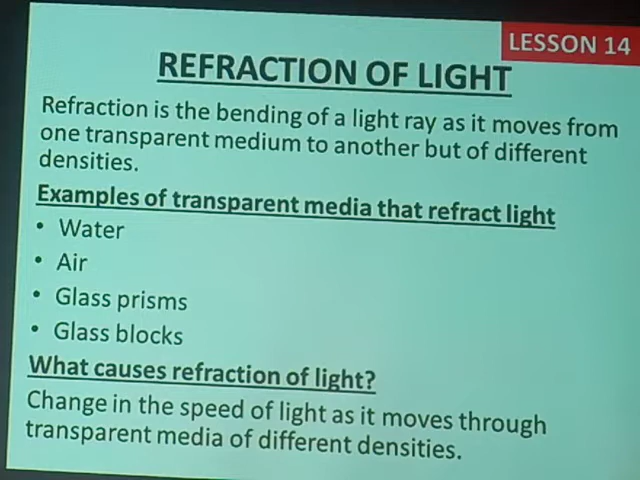 LESSON 14
REFRACTION OF LIGHT
Refraction is the bending of a light ray as it moves from
one transparent medium to another but of different
densities.
Examples of transparent media that refract light
• Water
• Air
• Glass prisms
• Glass blocks
What causes refraction of light?
Change in the speed of light as it moves through
transparent media of different densities.